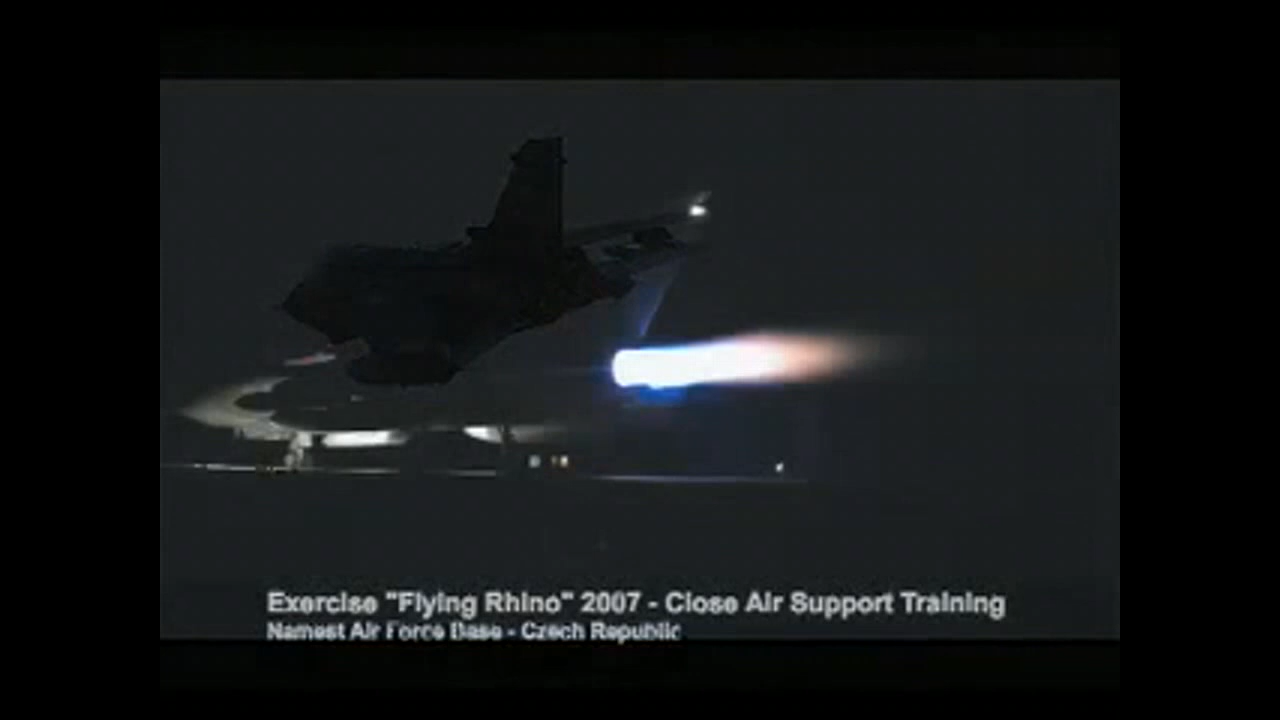 Exercise "Flying Rhino" 2007 - Close Air Support Training
Namest Air Force Base - Czech Republic